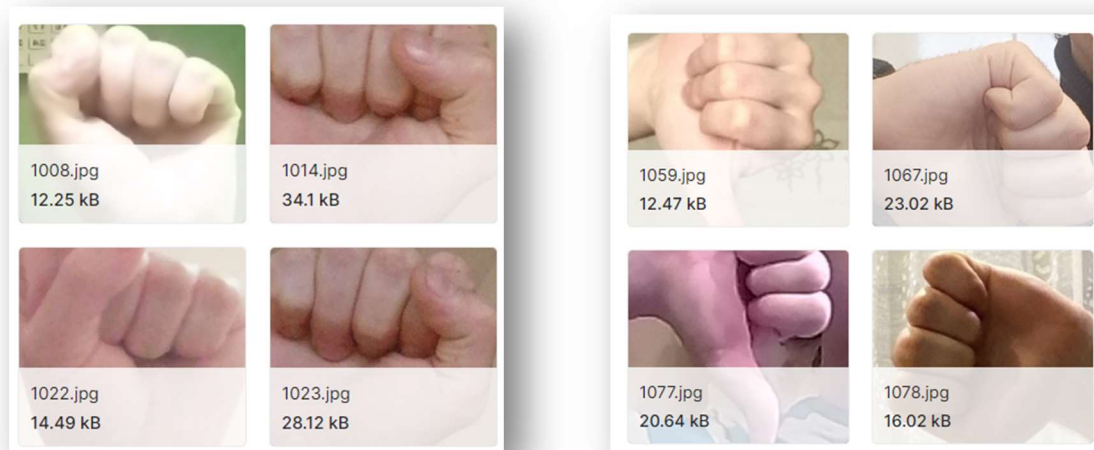 1008.jpg
12.25 kB
1014.jpg
34.1 kB
1022.jpg
14.49 kB
1023.jpg
28.12 kB
1059.jpg
12.47 kB
1067.jpg
23.02 kB
1077.jpg
20.64 kB
1078.jpg
16.02 kB